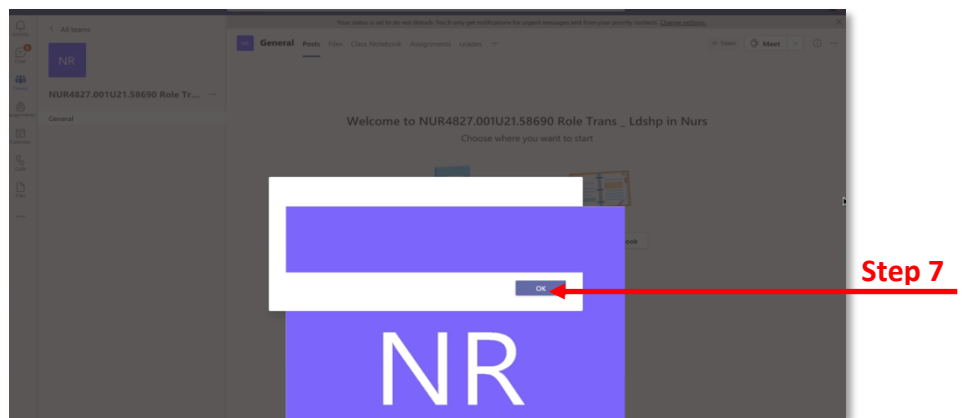 Your status is set to do not disturb. You'll only get notifications for urgent messages and from your priority contacts. Change settings.
All teams
General Posts Files Class Notebook Assignments Grades
Team Meet
NR
NUR4827.001U21.58690 Role Tr...
General
Welcome to NUR4827.001U21.58690 Role Trans _ Ldshp in Nurs
Choose where you want to start
OK
Step 7
NR